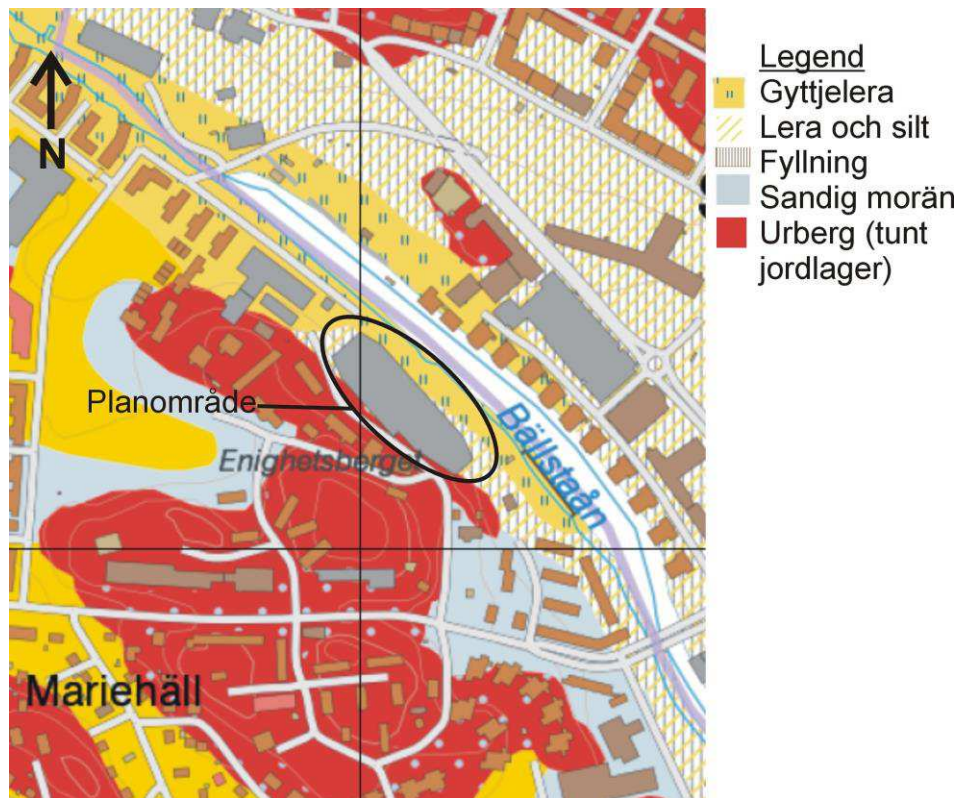 N
Planområde
Enighetsberget
Bällstaån
Mariehäll
Legend
Gyttjelera
Lera och silt
Fyllning
Sandig morän
Urberg (tunt
jordlager)